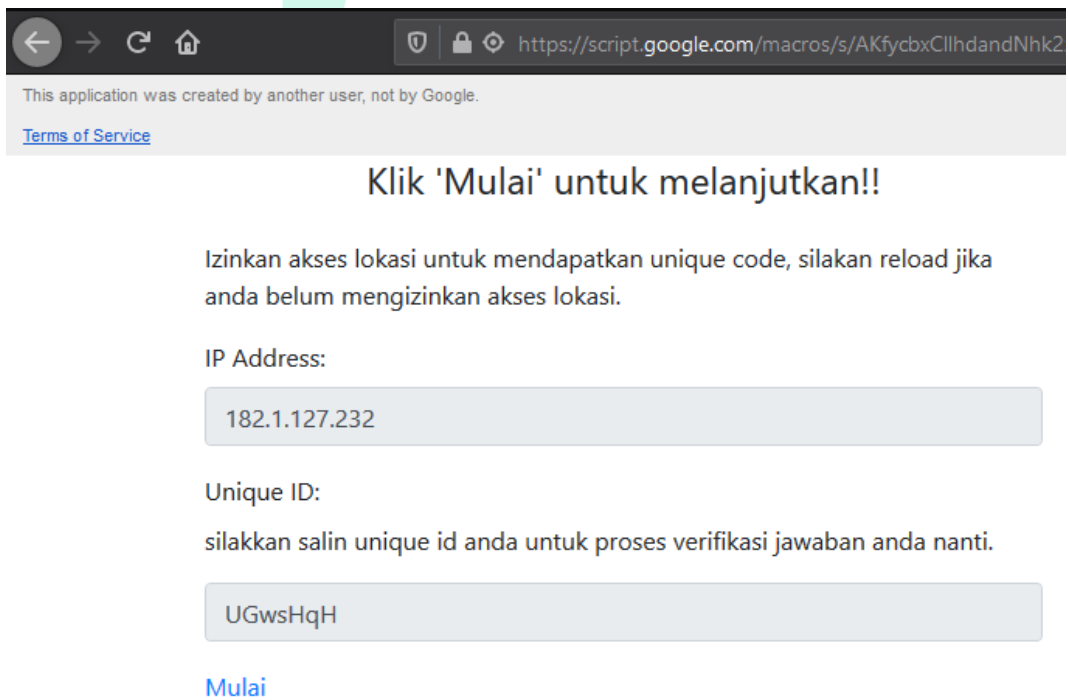 https://script.google.com/macros/s/AKfycbxCIlhdandNhk2
This application was created by another user, not by Google.
Terms of Service
Klik 'Mulai' untuk melanjutkan!!
Izinkan akses lokasi untuk mendapatkan unique code, silakan reload jika
anda belum mengizinkan akses lokasi.
IP Address:
182.1.127.232
Unique ID:
silakkan salin unique id anda untuk proses verifikasi jawaban anda nanti.
UGwsHqH
Mulai